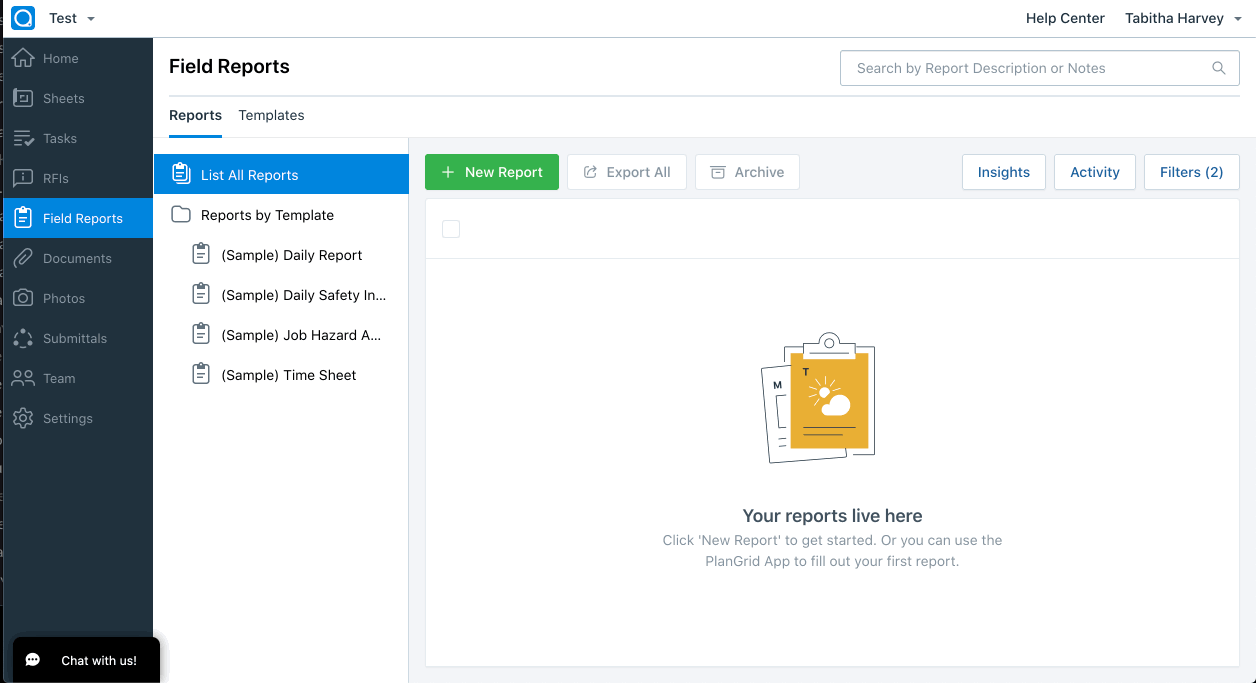 Test
Help Center
Tabitha Harvey
Home
Sheets
Tasks
RFIs
Field Reports
Documents
Photos
Submittals
Team
Settings
Chat with us!
Field Reports
Search by Report Description or Notes
Reports
Templates
List All Reports
Reports by Template
(Sample) Daily Report
(Sample) Daily Safety In...
(Sample) Job Hazard A...
(Sample) Time Sheet
New Report
Export All
Archive
Insights
Activity
Filters (2)
M
T
Your reports live here
Click 'New Report' to get started. Or you can use the
PlanGrid App to fill out your first report.